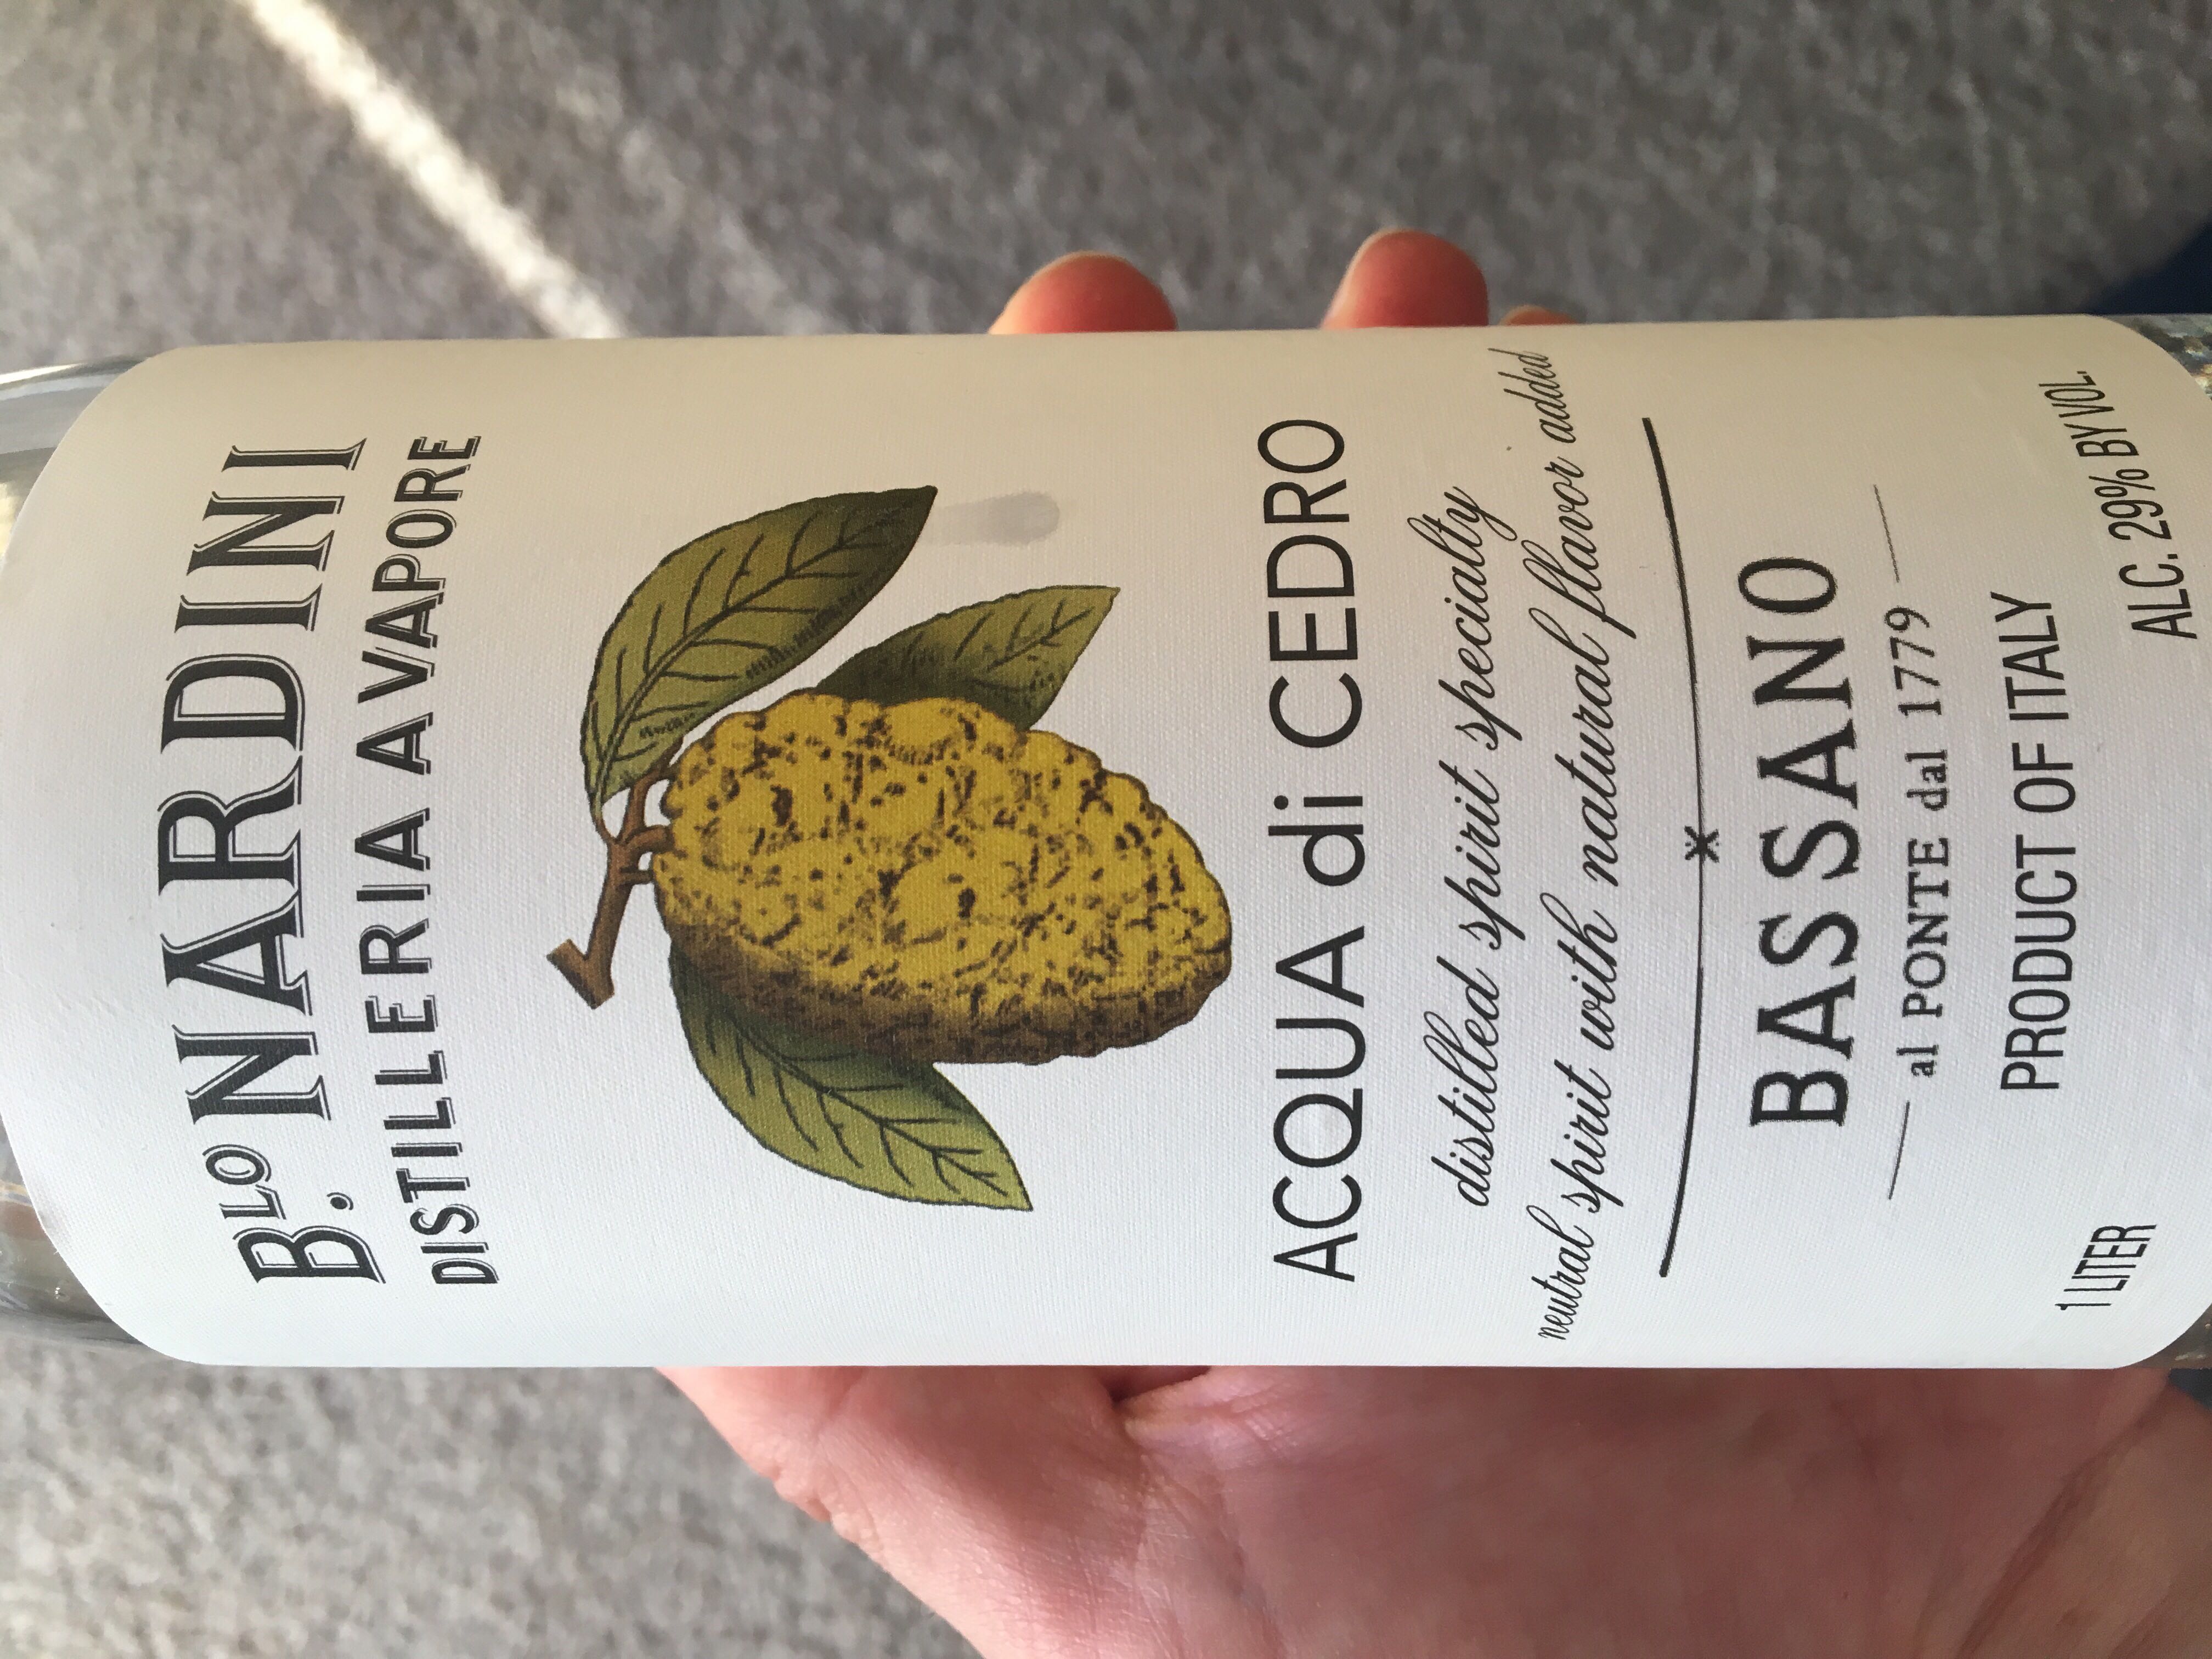 B.LO NARDINI
DISTILLERIA A VAPORE
ACQUA di CEDRO
distilled spirit specialty
neutral spirit with natural flavor added
BASSANO
al PONTE dal 1779
PRODUCT OF ITALY
1 LITER ALC. 29% BY VOL.